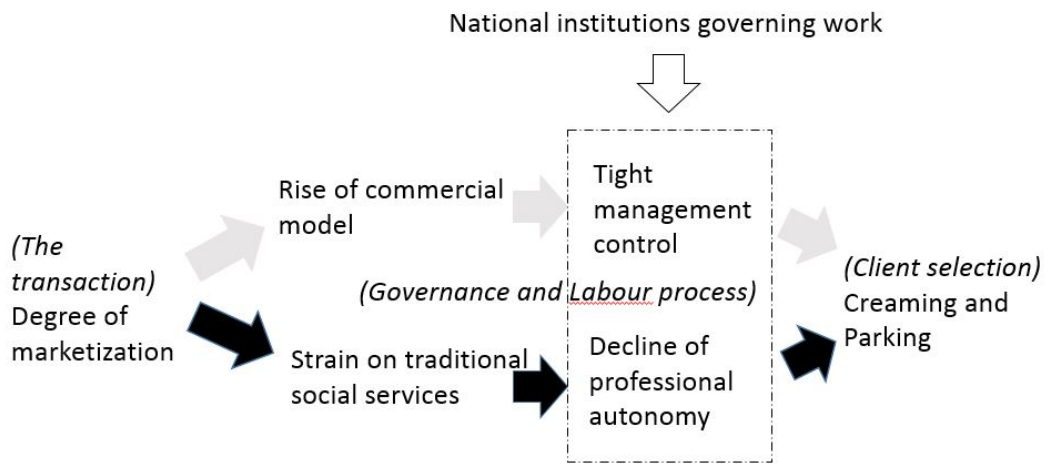 National institutions governing work
Rise of commercial
model
Tight
management
control
(The
transaction)
Degree of
marketization
(Governance and Labour process)
(Client selection)
Creaming and
Parking
Strain on traditional
social services
Decline of
professional
autonomy